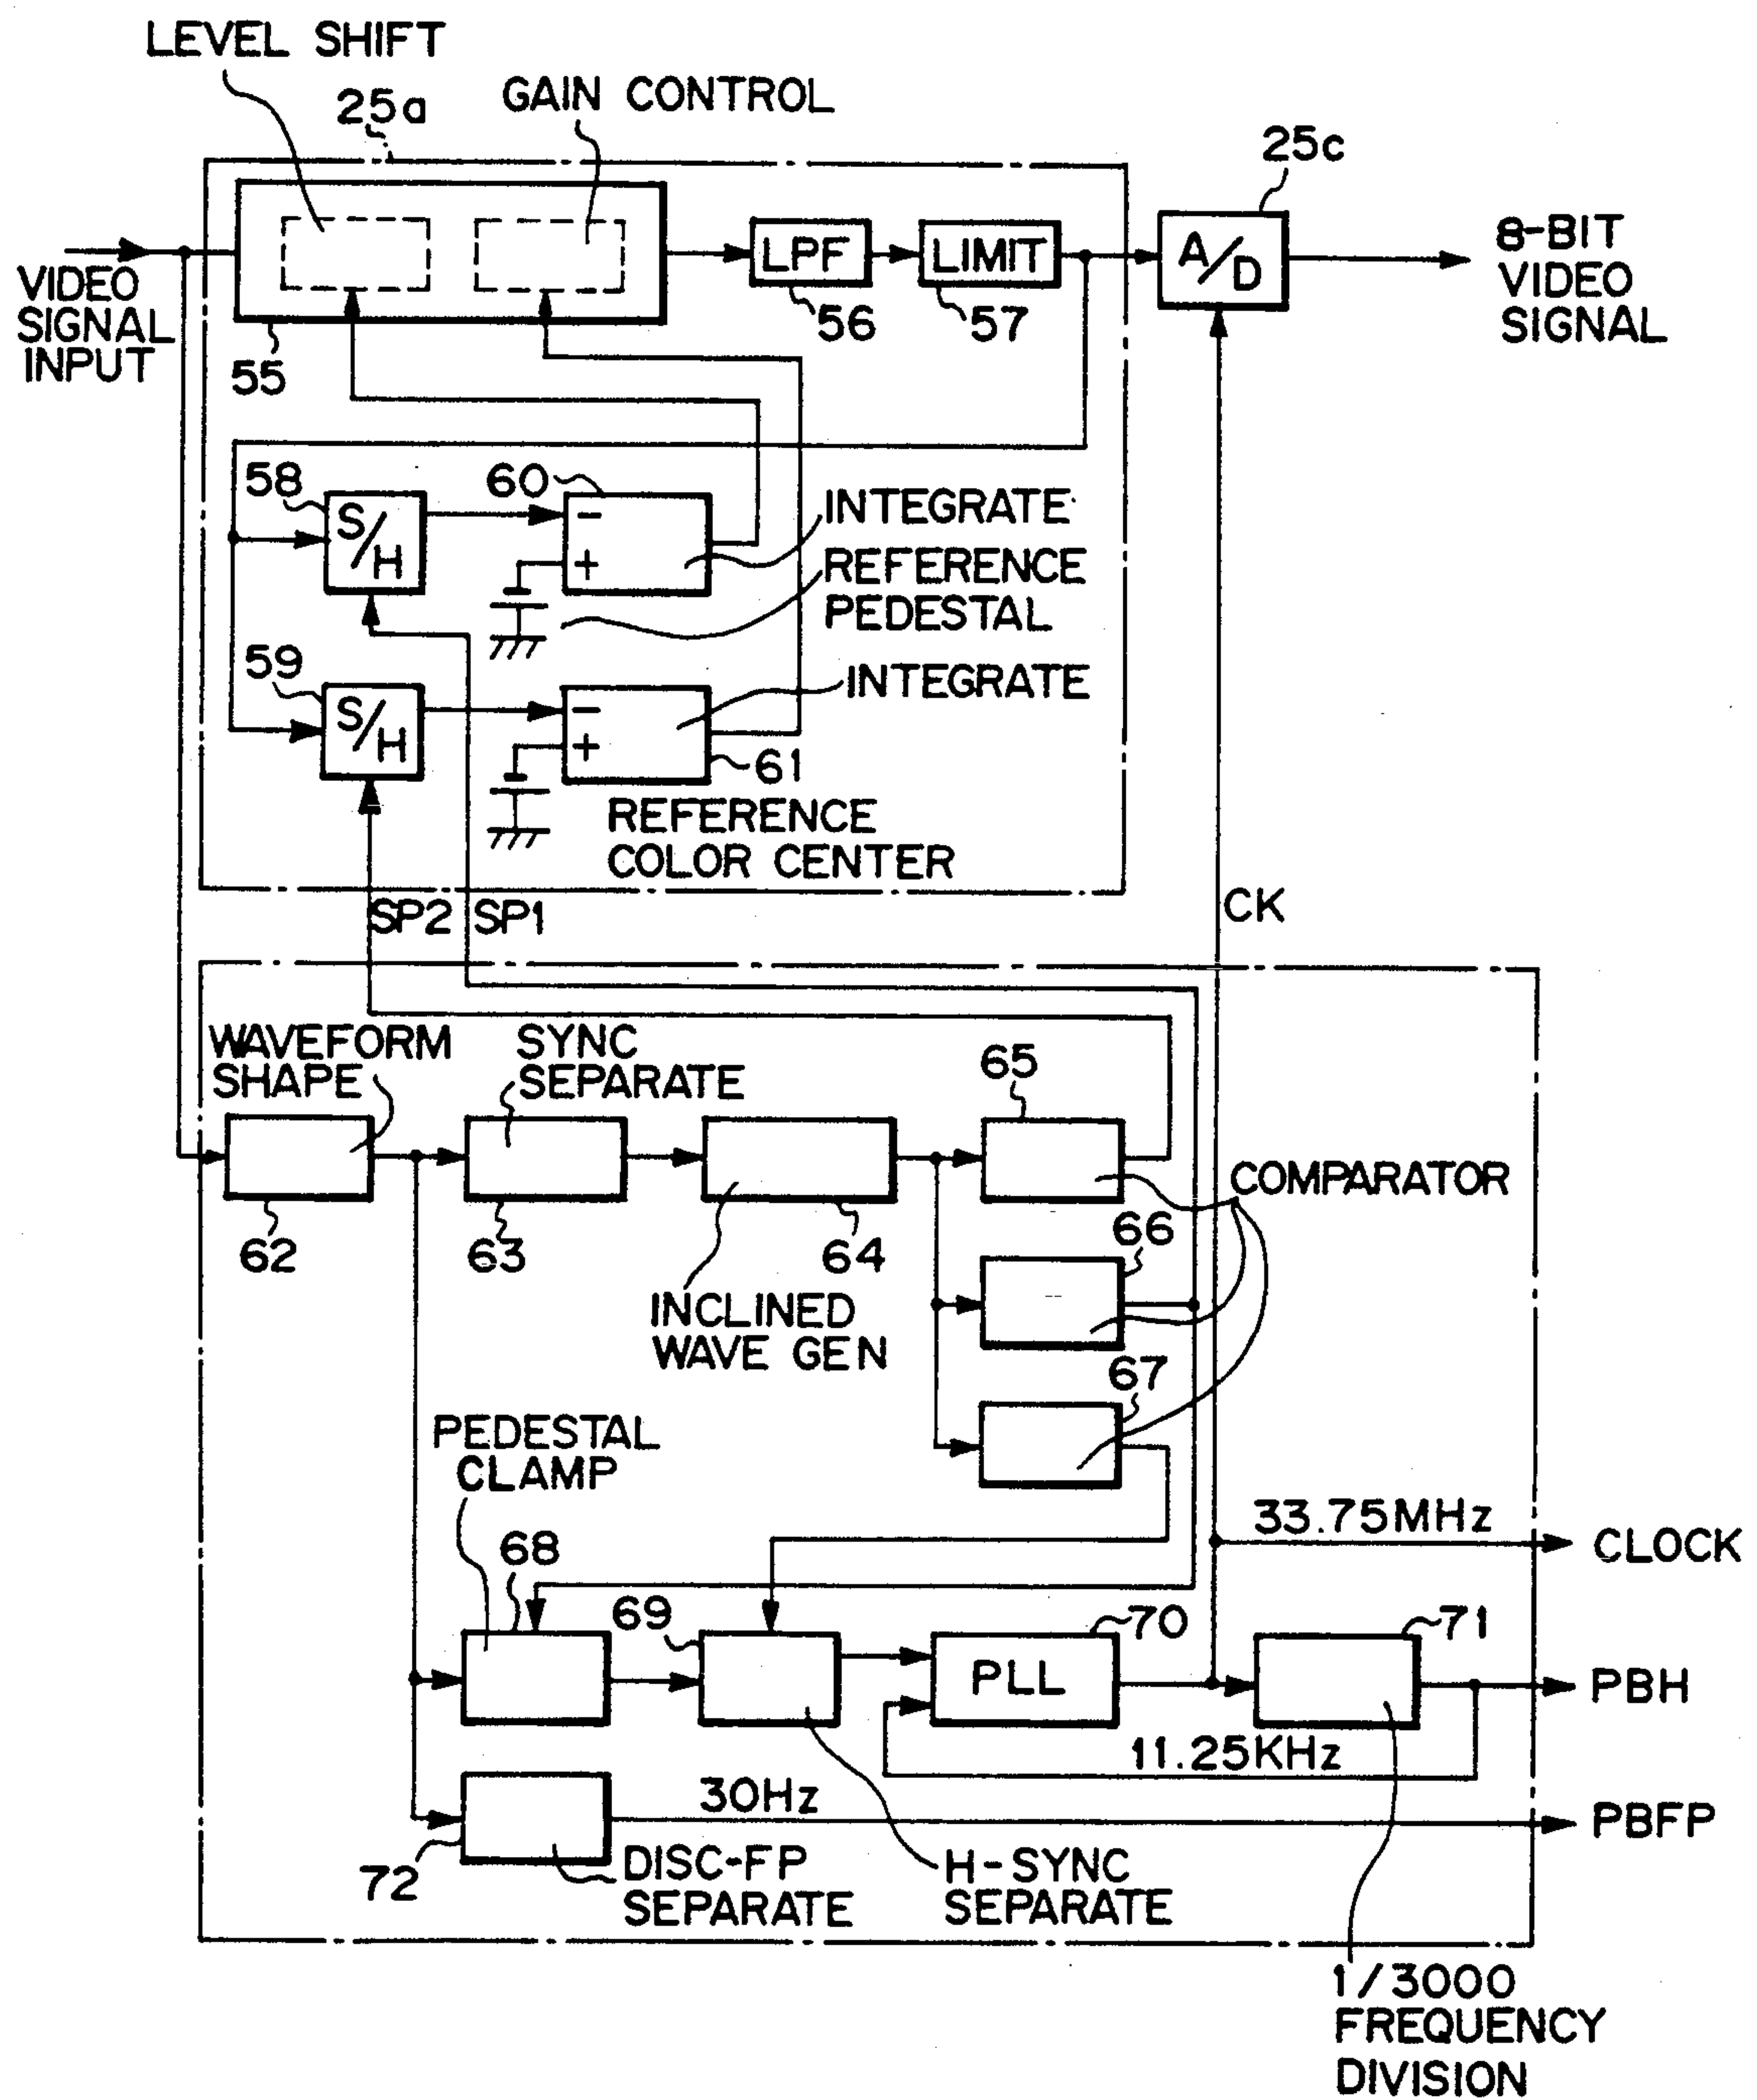 LEVEL SHIFT
25a
GAIN CONTROL
25c
VIDEO
SIGNAL
INPUT
55
LPF
56
LIMIT
57
A/D
8-BIT
VIDEO
SIGNAL
58
S/H
60
-
+
INTEGRATE
REFERENCE
PEDESTAL
59
S/H
-
+
INTEGRATE
61
REFERENCE
COLOR CENTER
SP2
SP1
CK
WAVEFORM
SHAPE
SYNC
SEPARATE
65
62
63
64
COMPARATOR
66
INCLINED
WAVE GEN
67
PEDESTAL
CLAMP
33.75MHz
CLOCK
68
69
70
PLL
71
PBH
11.25KHz
30Hz
PBFP
72
DISC-FP
SEPARATE
H-SYNC
SEPARATE
1/3000
FREQUENCY
DIVISION